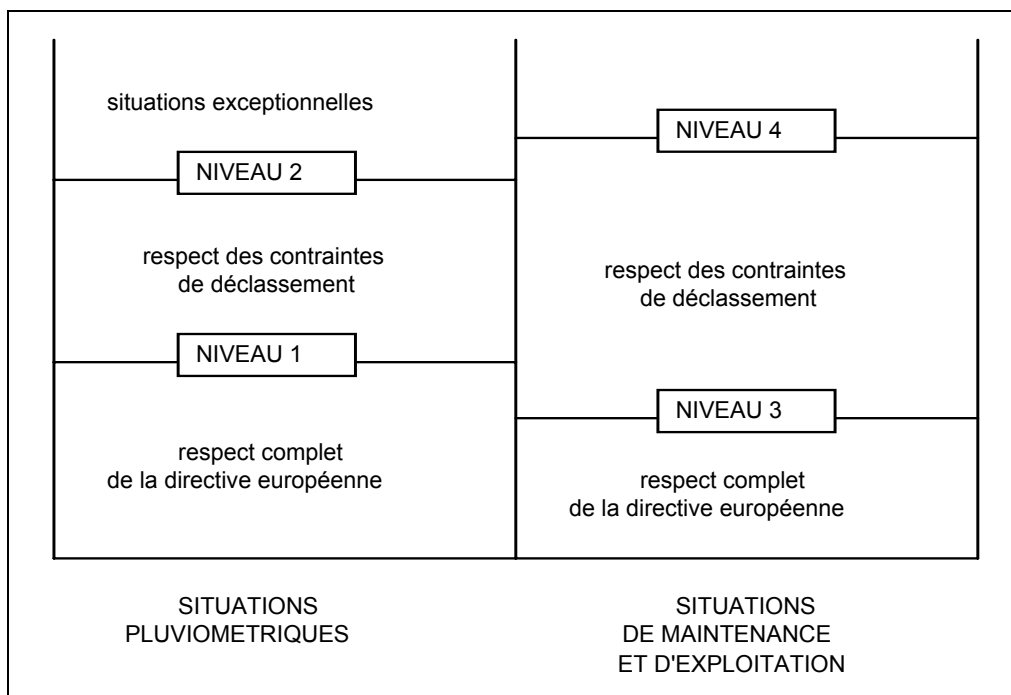 situations exceptionnelles
NIVEAU 2
respect des contraintes
de déclassement
NIVEAU 1
respect complet
de la directive européenne
SITUATIONS
PLUVIOMETRIQUES
NIVEAU 4
respect des contraintes
de déclassement
NIVEAU 3
respect complet
de la directive européenne
SITUATIONS
DE MAINTENANCE
ET D'EXPLOITATION